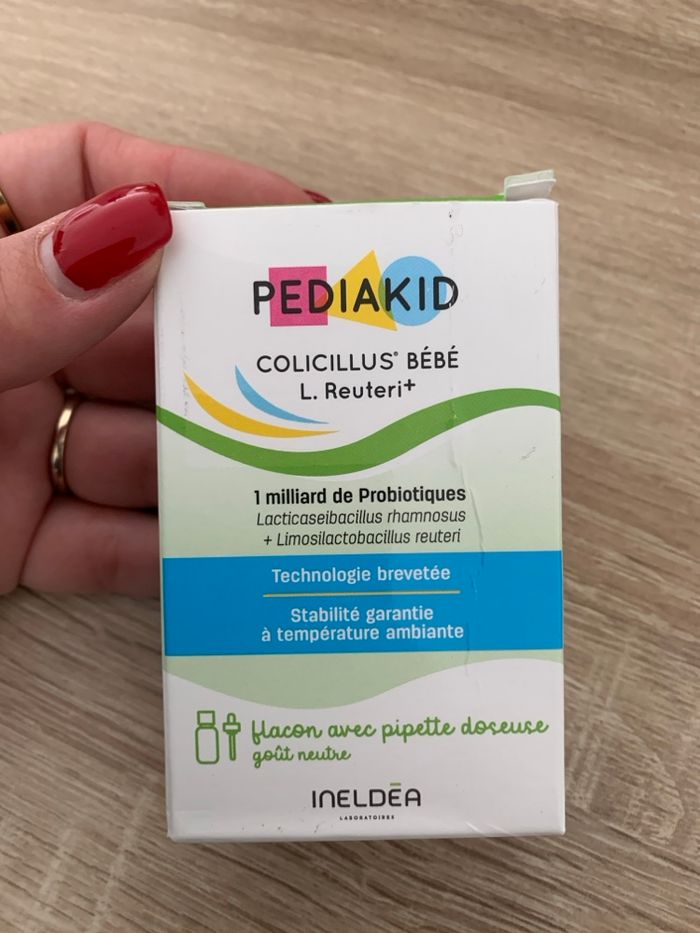 PEDIAKID
COLICILLUS® BÉBÉ
L. Reuteri+
1 milliard de Probiotiques
Lacticaseibacillus rhamnosus
+ Limosilactobacillus reuteri
Technologie brevetée
Stabilité garantie
à température ambiante
flacon avec pipette doseuse
goût neutre
INELDĒA
LABORATOIRES